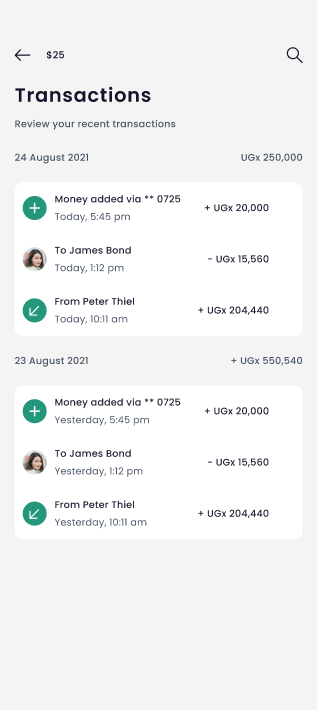 $25
Transactions
Review your recent transactions
24 August 2021 UGx 250,000
Money added via ** 0725
Today, 5:45 pm
+ UGx 20,000
To James Bond
Today, 1:12 pm
- UGx 15,560
From Peter Thiel
Today, 10:11 am
+ UGx 204,440
23 August 2021 + UGx 550,540
Money added via ** 0725
Yesterday, 5:45 pm
+ UGx 20,000
To James Bond
Yesterday, 1:12 pm
- UGx 15,560
From Peter Thiel
Yesterday, 10:11 am
+ UGx 204,440